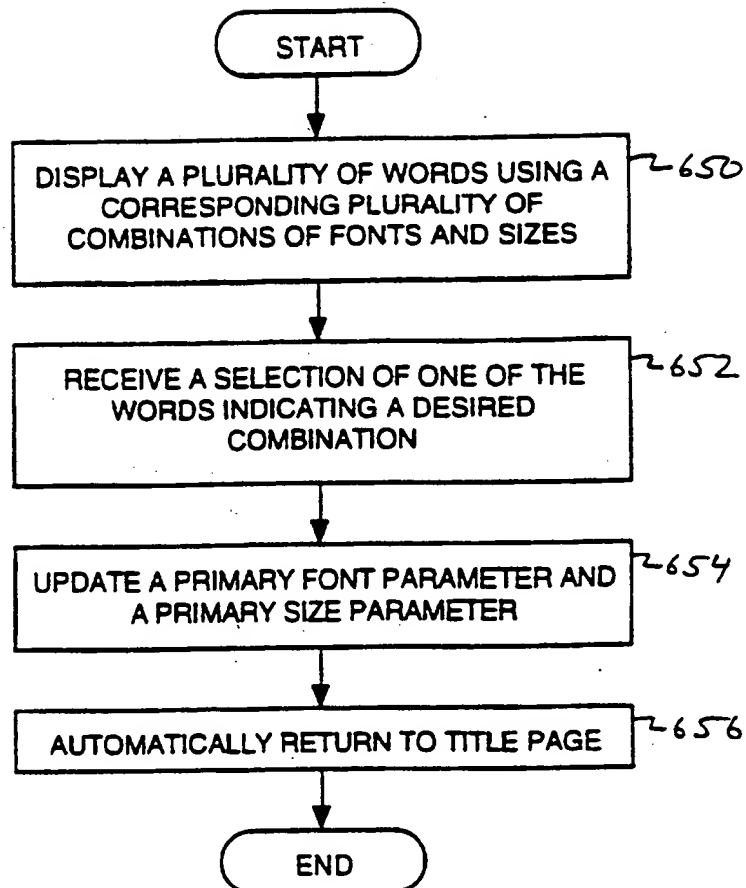 START
DISPLAY A PLURALITY OF WORDS USING A
CORRESPONDING PLURALITY OF
COMBINATIONS OF FONTS AND SIZES
650
RECEIVE A SELECTION OF ONE OF THE
WORDS INDICATING A DESIRED
COMBINATION
652
UPDATE A PRIMARY FONT PARAMETER AND
A PRIMARY SIZE PARAMETER
654
AUTOMATICALLY RETURN TO TITLE PAGE
656
END